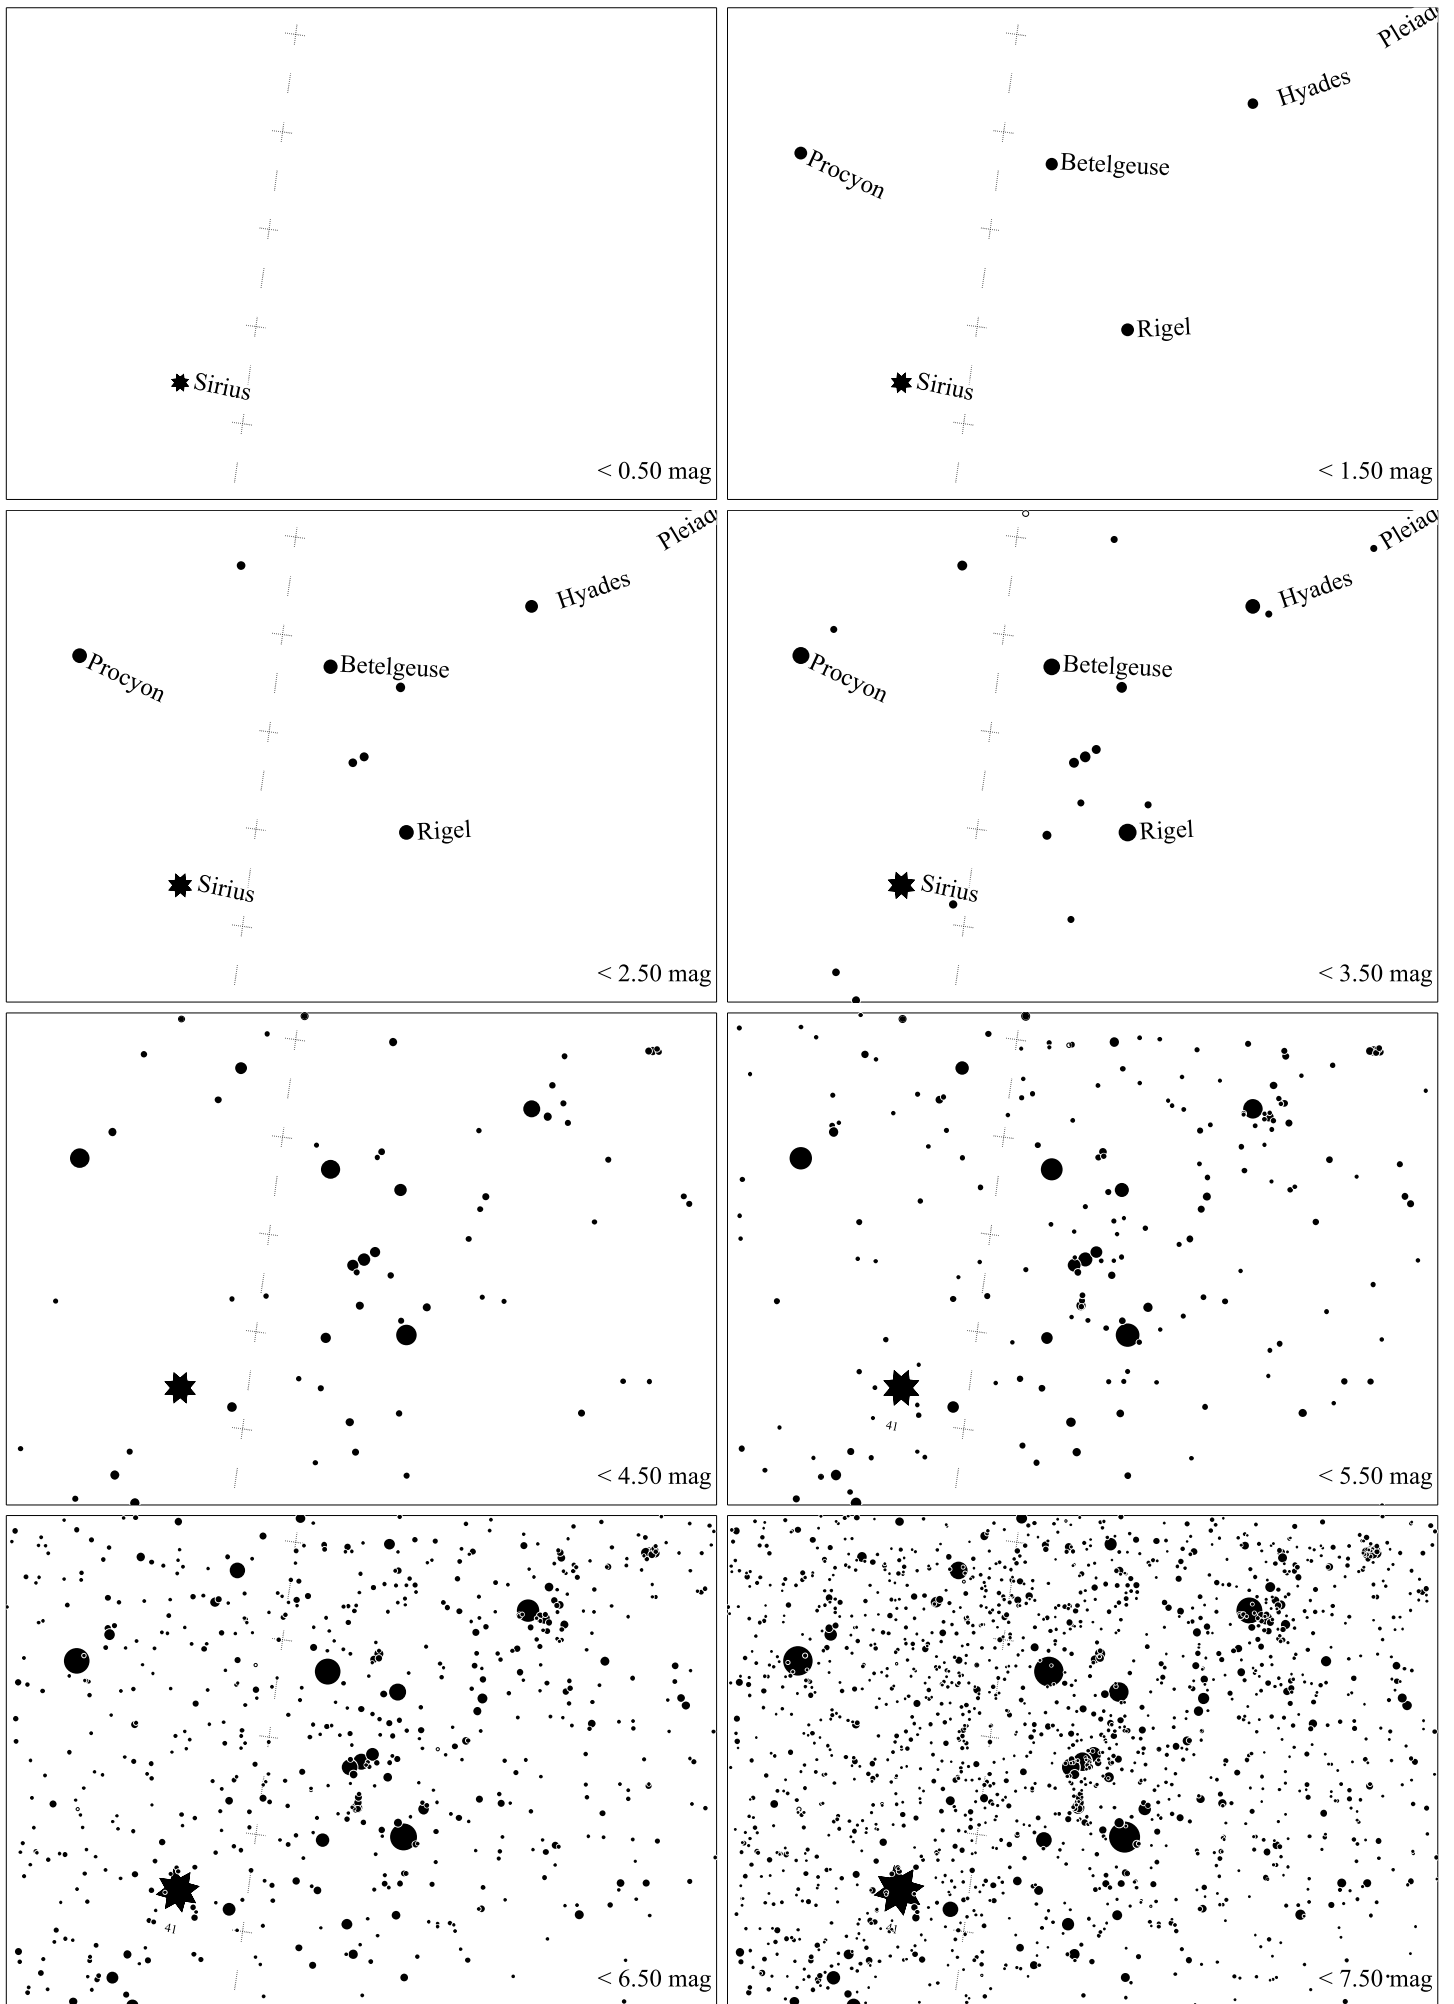 Sirius
< 0.50 mag
Pleiad
Hyades
Procyon
Betelgeuse
Rigel
Sirius
< 1.50 mag
Pleiad
Hyades
Procyon
Betelgeuse
Rigel
Sirius
< 2.50 mag
Pleiad
Hyades
Procyon
Betelgeuse
Rigel
Sirius
< 3.50 mag
< 4.50 mag
41
< 5.50 mag
41
< 6.50 mag
41
< 7.50 mag